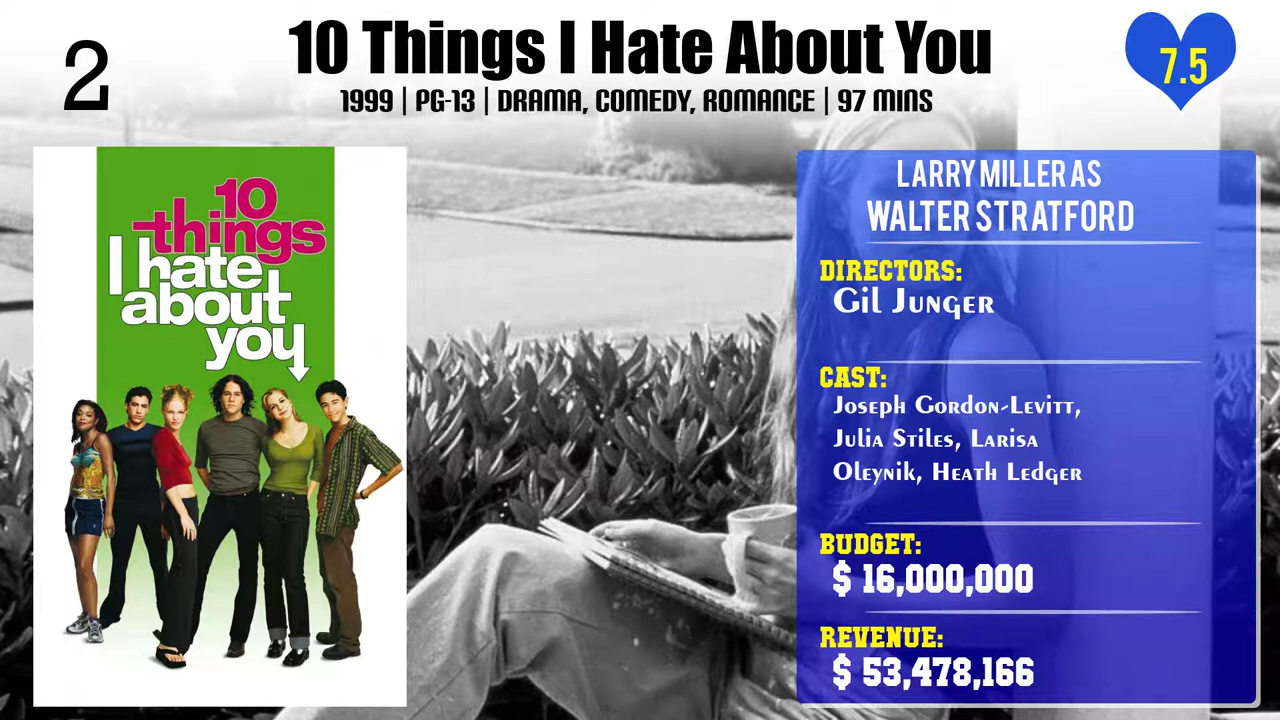 2
10 Things I Hate About You
1999 | PG-13 | DRAMA, COMEDY, ROMANCE | 97 MINS
7.5
10
things
I hate
about
you
LARRY MILLER AS
WALTER STRATFORD
DIRECTORS:
Gil Junger
CAST:
Joseph Gordon-Levitt,
Julia Stiles, Larisa
Oleynik, Heath Ledger
BUDGET:
$ 16,000,000
REVENUE:
$ 53,478,166